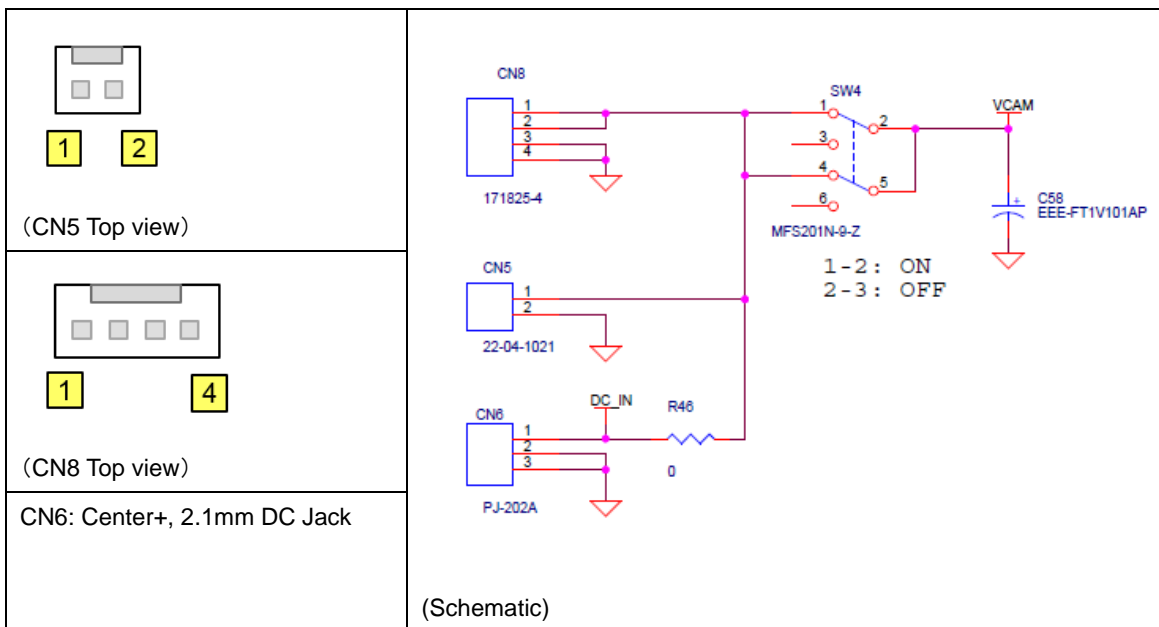 1 2
（CN5 Top view）
1 4
（CN8 Top view）
CN6: Center+, 2.1mm DC Jack
CN8
1
2
3
4
171825-4
SW4
1
2
3
4
5
6
MFS201N-9-Z
1-2: ON
2-3: OFF
VCAM
+
C58
EEE-FT1V101AP
CN5
1
2
22-04-1021
DC_IN
R46
0
CN6
1
2
3
PJ-202A
(Schematic)